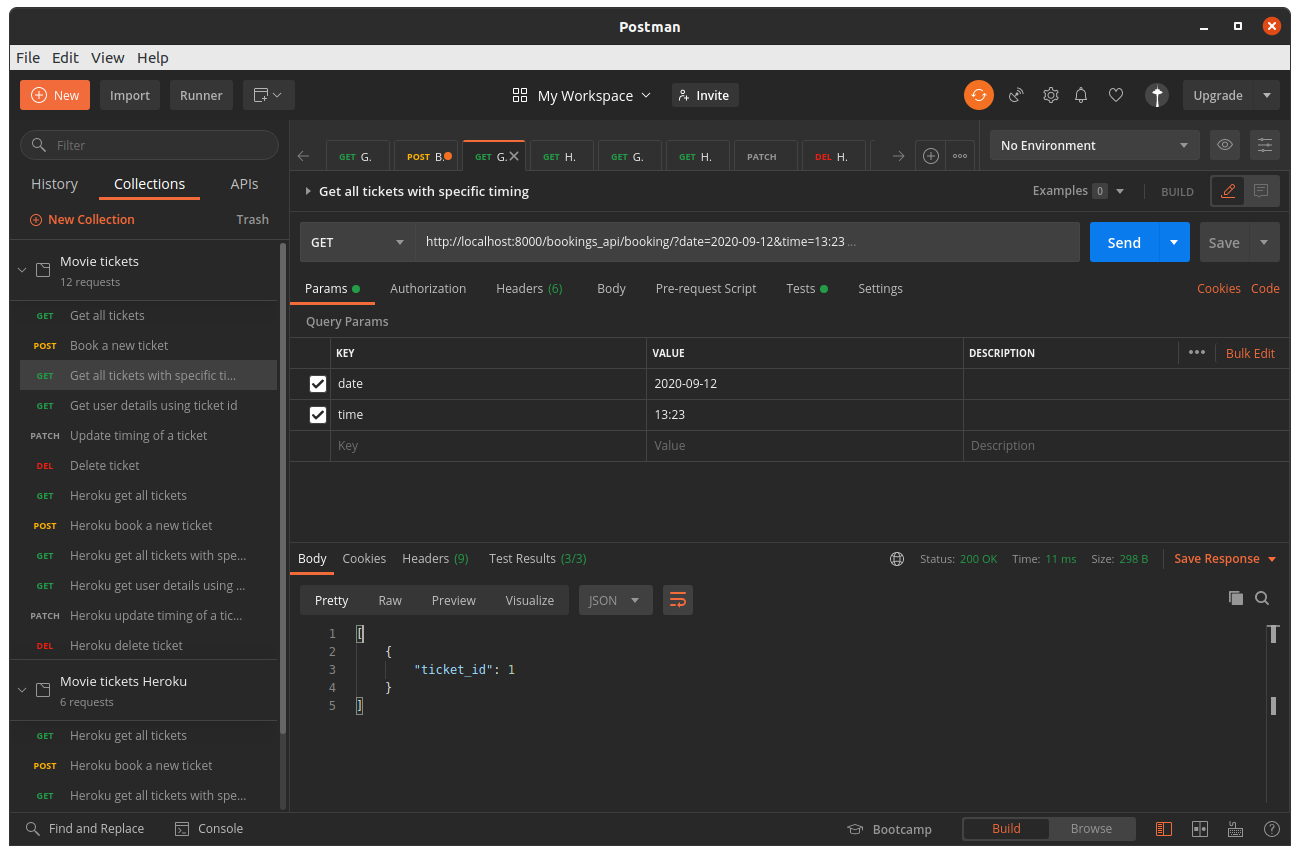 Postman
File Edit View Help
New Import Runner My Workspace Invite Upgrade
Filter
History Collections APIs
New Collection Trash
Movie tickets
12 requests
GET Get all tickets
POST Book a new ticket
GET Get all tickets with specific ti...
GET Get user details using ticket id
PATCH Update timing of a ticket
DEL Delete ticket
GET Heroku get all tickets
POST Heroku book a new ticket
GET Heroku get all tickets with spe...
GET Heroku get user details using ...
PATCH Heroku update timing of a tic...
DEL Heroku delete ticket
Movie tickets Heroku
6 requests
GET Heroku get all tickets
POST Heroku book a new ticket
GET Heroku get all tickets with spe...
GET G. POST B. GET G. GET H. GET G. GET H. PATCH DEL H. No Environment
Get all tickets with specific timing Examples 0 BUILD
GET http://localhost:8000/bookings_api/booking/?date=2020-09-12&time=13:23 ... Send Save
Params Authorization Headers (6) Body Pre-request Script Tests Settings Cookies Code
Query Params
KEY VALUE DESCRIPTION Bulk Edit
date 2020-09-12
time 13:23
Key Value Description
Body Cookies Headers (9) Test Results (3/3) Status: 200 OK Time: 11 ms Size: 298 B Save Response
Pretty Raw Preview Visualize JSON
1 [
2 {
3 "ticket_id": 1
4 }
5 ]
Find and Replace Console Bootcamp Build Browse